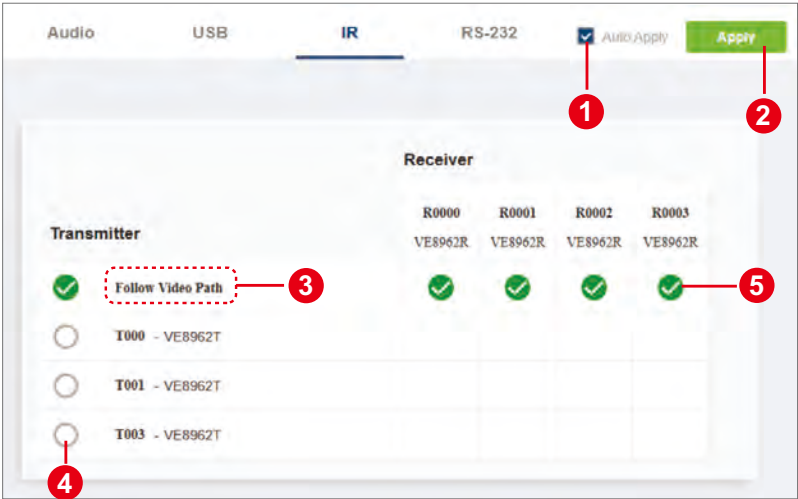 Audio USB IR RS-232 Auto Apply Apply
1 2
Receiver
R0000 R0001 R0002 R0003
Transmitter
VE8962R VE8962R VE8962R VE8962R
Follow Video Path 3 5
T000 - VE8962T
T001 - VE8962T
T003 - VE8962T
4